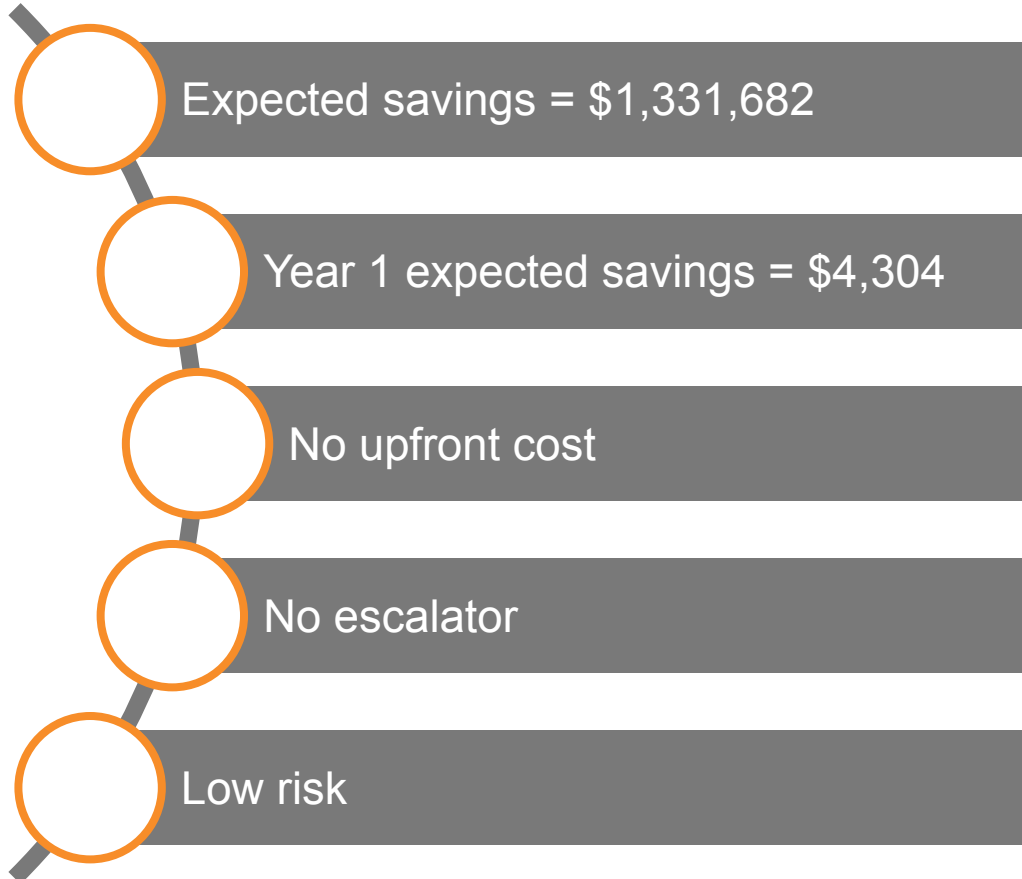 Expected savings = $1,331,682
Year 1 expected savings = $4,304
No upfront cost
No escalator
Low risk